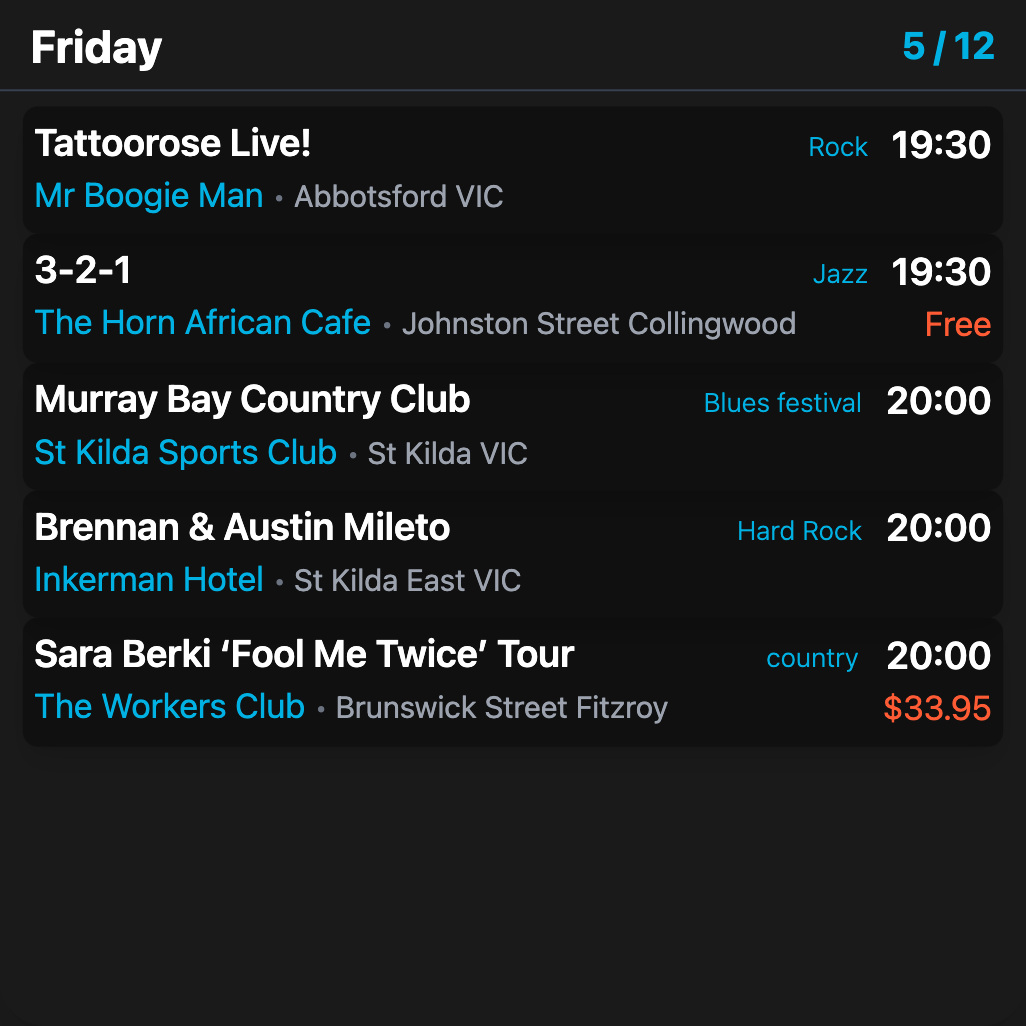 Friday 5 / 12
Tattoorose Live! Rock 19:30
Mr Boogie Man • Abbotsford VIC
3-2-1 Jazz 19:30
The Horn African Cafe • Johnston Street Collingwood Free
Murray Bay Country Club Blues festival 20:00
St Kilda Sports Club • St Kilda VIC
Brennan & Austin Mileto Hard Rock 20:00
Inkerman Hotel • St Kilda East VIC
Sara Berki ‘Fool Me Twice’ Tour country 20:00
The Workers Club • Brunswick Street Fitzroy $33.95